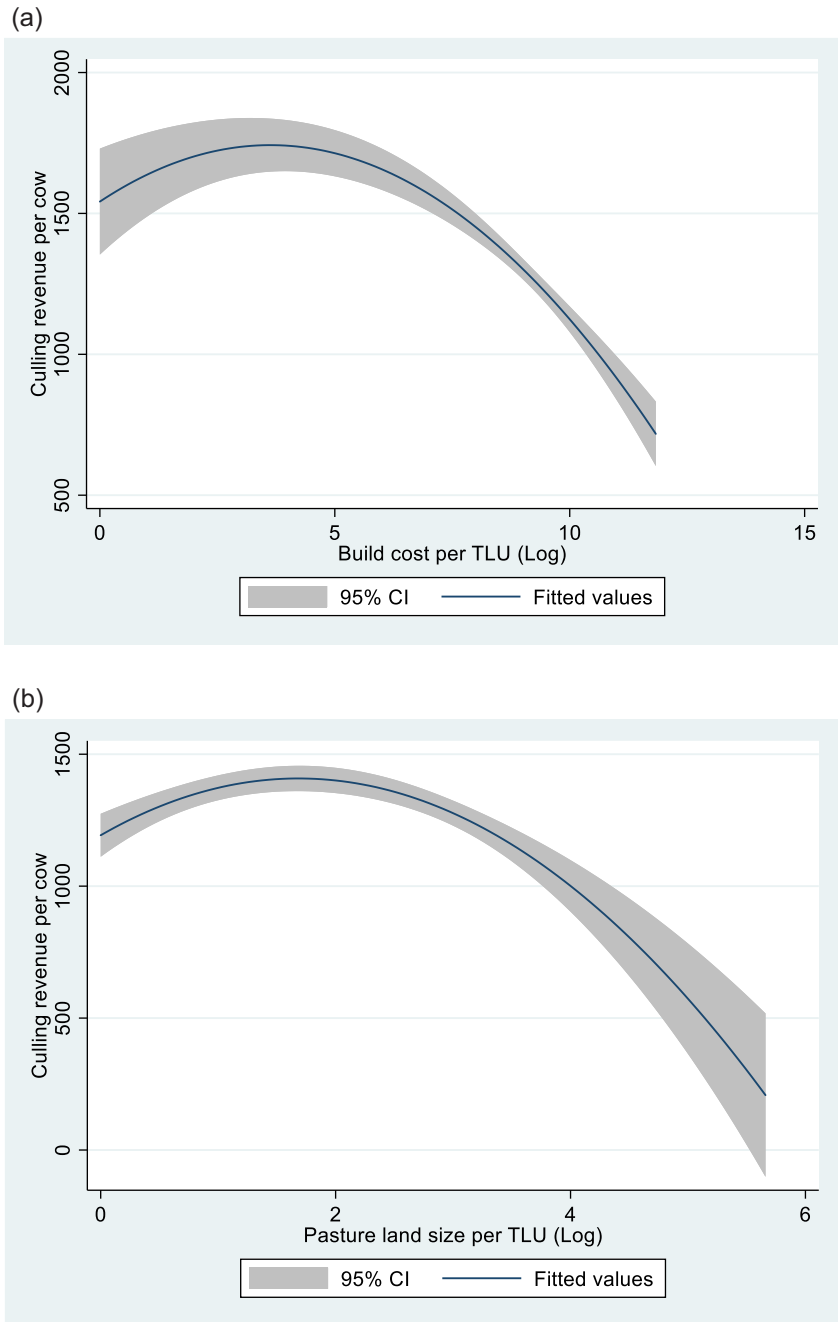 (a)
Culling revenue per cow
2000
1500
1000
500
0 5 10 15
Build cost per TLU (Log)
95% CI Fitted values
(b)
Culling revenue per cow
1500
1000
500
0
0 2 4 6
Pasture land size per TLU (Log)
95% CI Fitted values